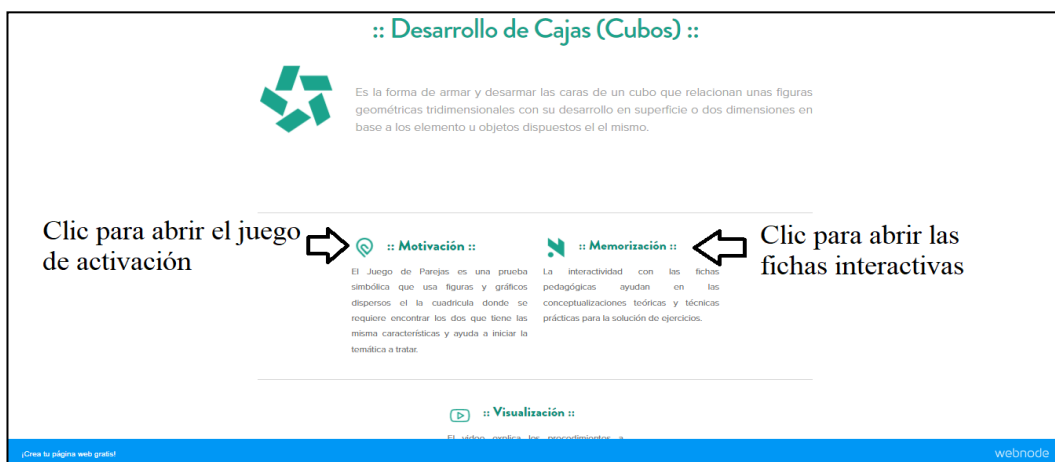 :: Desarrollo de Cajas (Cubos) ::
Es la forma de armar y desarmar las caras de un cubo que relacionan unas figuras
geométricas tridimensionales con su desarrollo en superficie o dos dimensiones en
base a los elemento u objetos dispuestos el el mismo.
Clic para abrir el juego
de activación
:: Motivación ::
El Juego de Parejas es una prueba
simbólica que usa figuras y gráficos
dispersos el la cuadricula donde se
requiere encontrar los dos que tiene las
misma características y ayuda a iniciar la
temática a tratar.
:: Memorización ::
La interactividad con las fichas
pedagógicas ayudan en las
conceptualizaciones teóricas y técnicas
prácticas para la solución de ejercicios.
Clic para abrir las
fichas interactivas
:: Visualización ::
El video explica los procedimientos a
¡Crea tu página web gratis!
webnode